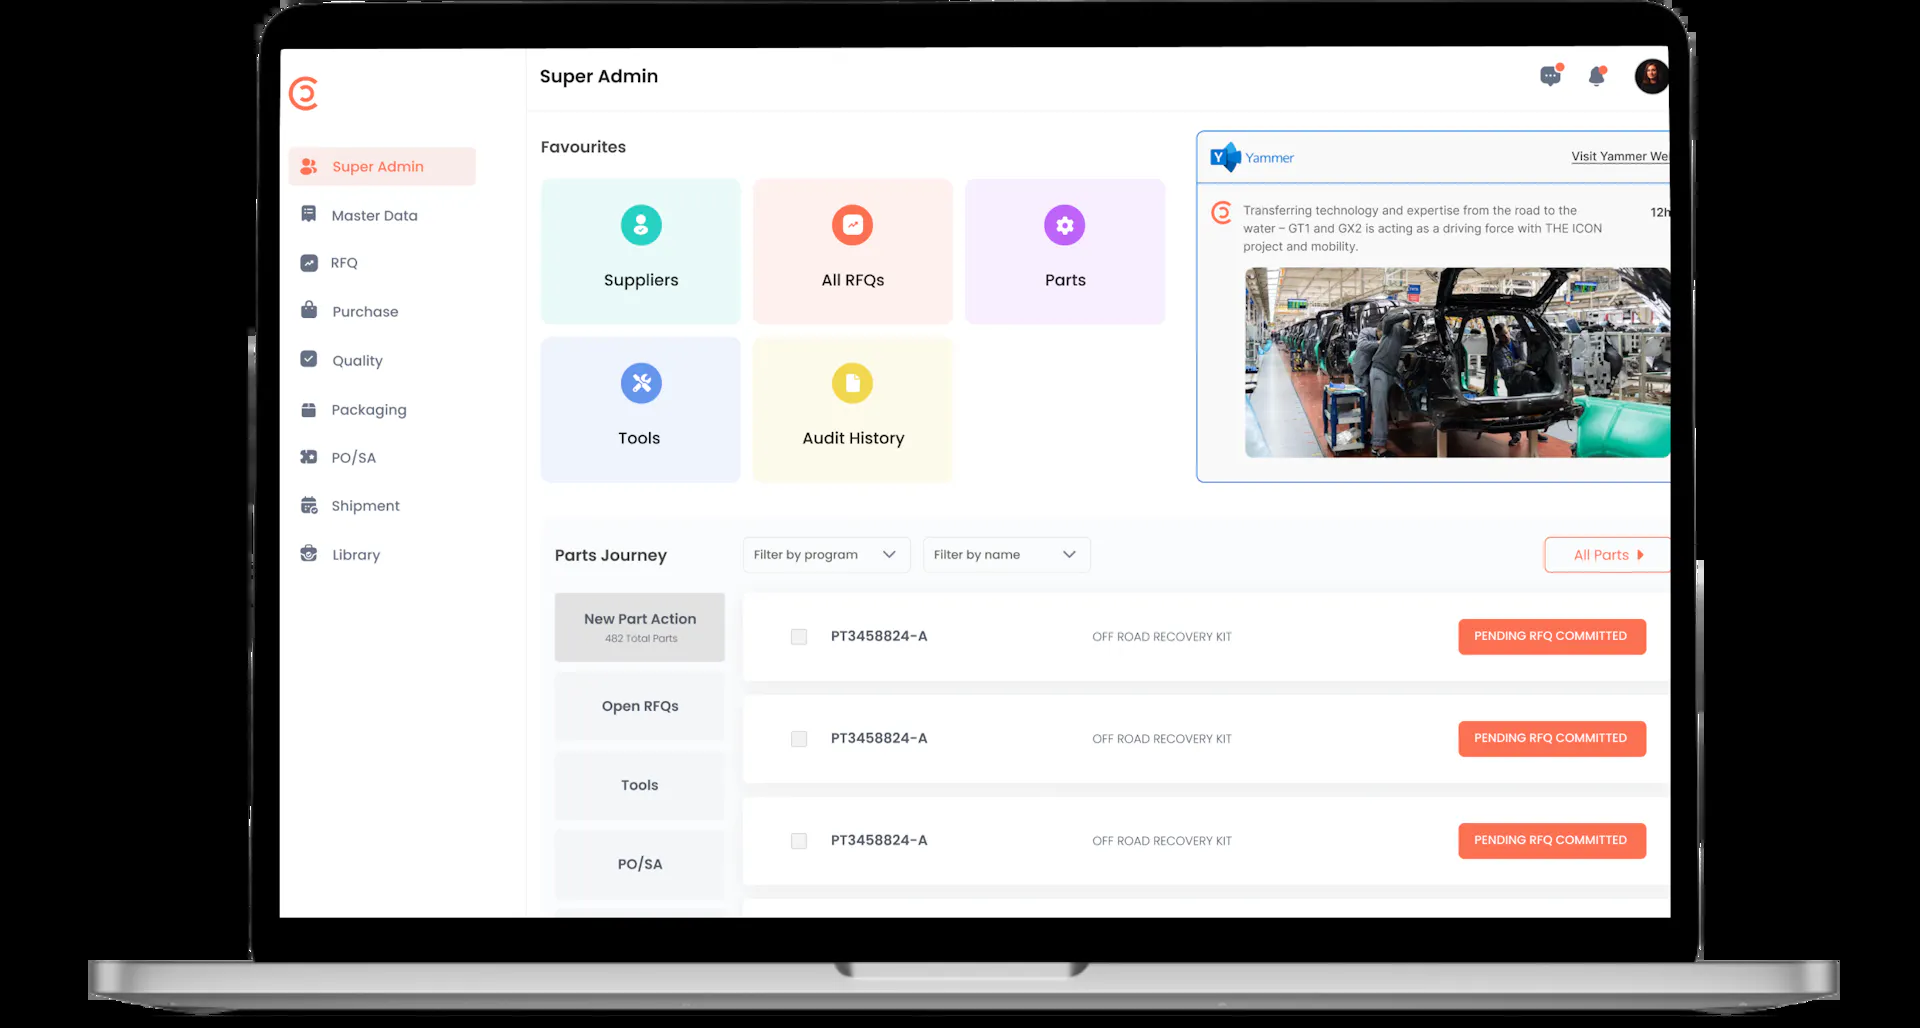 Super Admin
Super Admin
Master Data
RFQ
Purchase
Quality
Packaging
PO/SA
Shipment
Library
Favourites
Suppliers
All RFQs
Parts
Tools
Audit History
Yammer
Visit Yammer We
Transferring technology and expertise from the road to the
water – GT1 and GX2 is acting as a driving force with THE ICON
project and mobility.
12h
Parts Journey
Filter by program
Filter by name
All Parts
New Part Action
482 Total Parts
Open RFQs
Tools
PO/SA
PT3458824-A
OFF ROAD RECOVERY KIT
PENDING RFQ COMMITTED
PT3458824-A
OFF ROAD RECOVERY KIT
PENDING RFQ COMMITTED
PT3458824-A
OFF ROAD RECOVERY KIT
PENDING RFQ COMMITTED